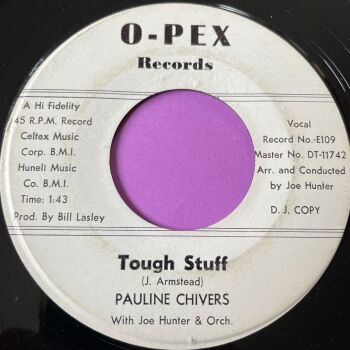 O-PEX
Records
A Hi Fidelity
45 R.P.M. Record
Celtex Music
Corp. B.M.I.
Huneli Music
Co. B.M.I.
Time: 1:43
Prod. By Bill Lasley
Vocal
Record No.-E109
Master No. DT-11742
Arr. and Conducted
by Joe Hunter
D. J. COPY
Tough Stuff
(J. Armstead)
PAULINE CHIVERS
With Joe Hunter & Orch.